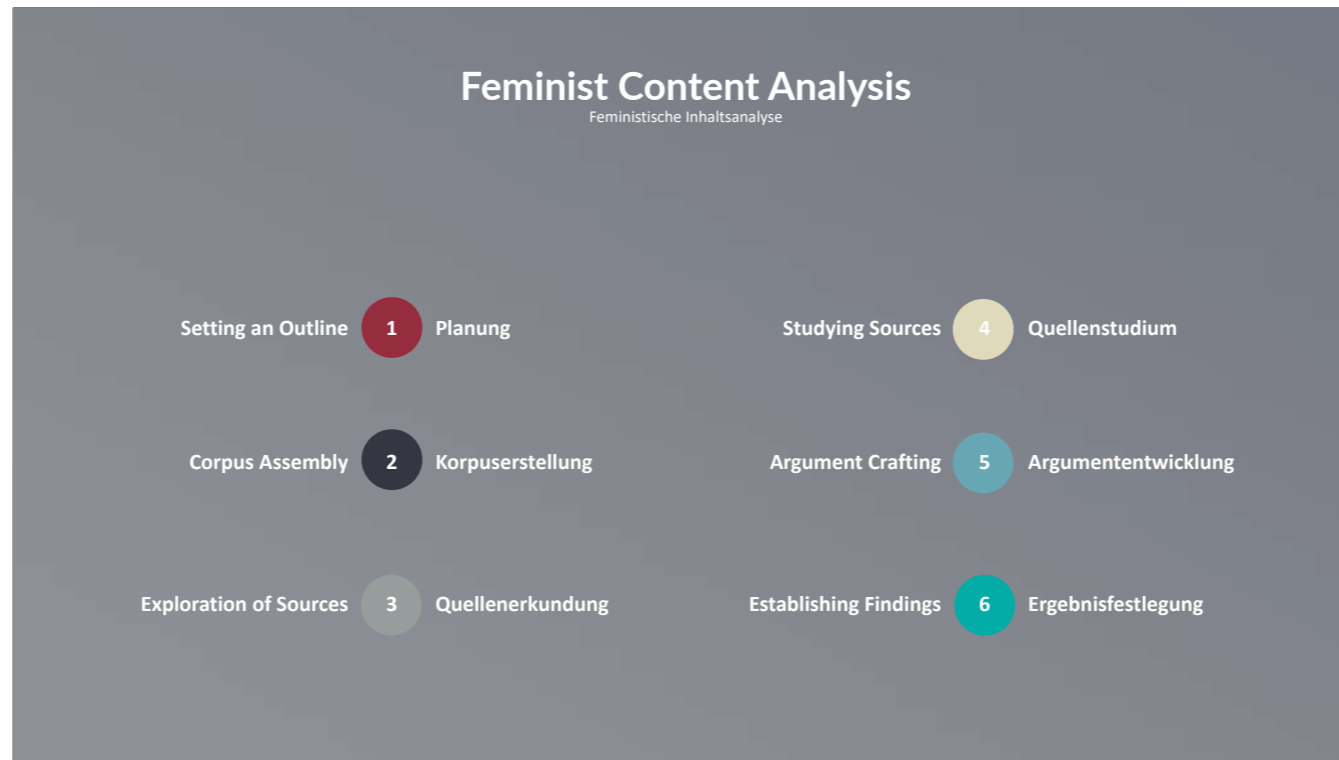 Feminist Content Analysis
Feministische Inhaltsanalyse
Setting an Outline 1 Planung
Corpus Assembly 2 Korpuserstellung
Exploration of Sources 3 Quellenerkundung
Studying Sources 4 Quellenstudium
Argument Crafting 5 Argumententwicklung
Establishing Findings 6 Ergebnisfestlegung